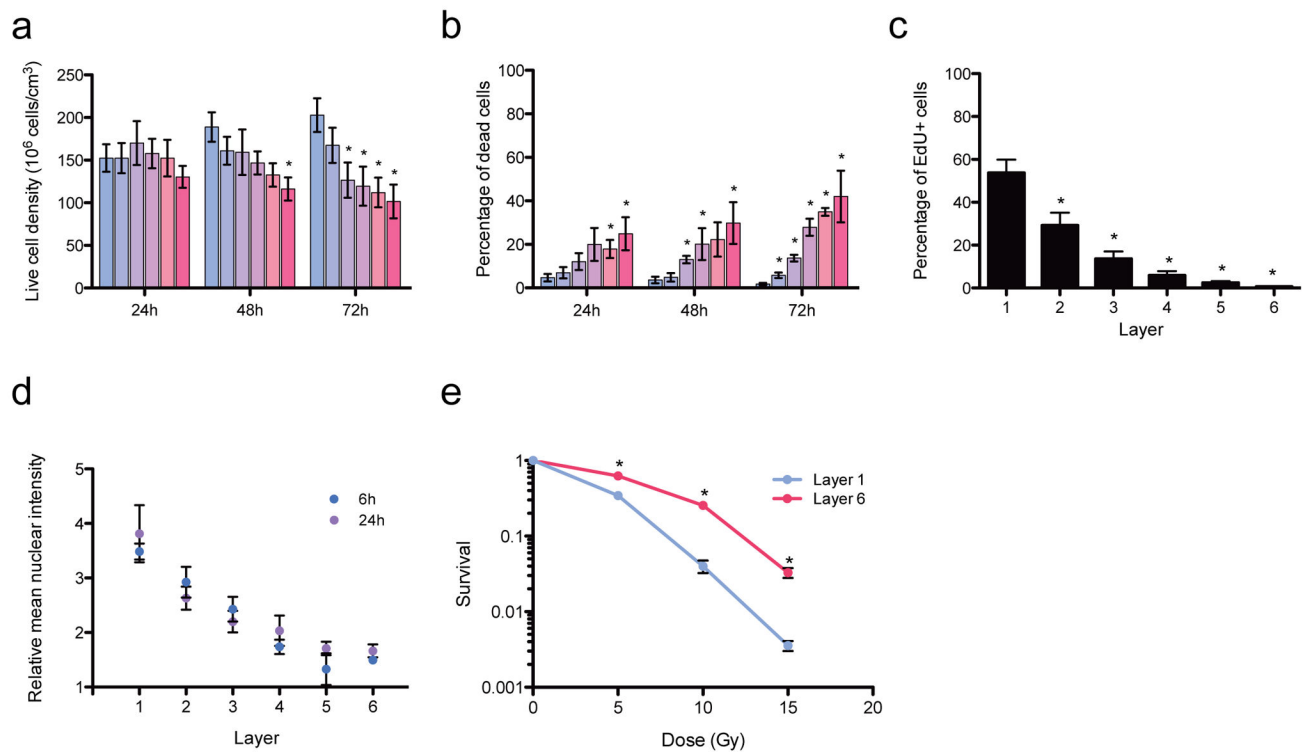 a
Live cell density (10⁶ cells/cm³)
250
200
150
100
50
0
24h
48h
72h
*
*
*
*
*
b
Percentage of dead cells
100
80
60
40
20
0
24h
48h
72h
*
*
*
*
*
*
*
*
*
*
c
Percentage of EdU+ cells
100
80
60
40
20
0
*
*
*
*
*
1
2
3
4
5
6
Layer
d
Relative mean nuclear intensity
5
4
3
2
1
6h
24h
1
2
3
4
5
6
Layer
e
Survival
1
0.1
0.01
0.001
*
*
*
Layer 1
Layer 6
0
5
10
15
20
Dose (Gy)